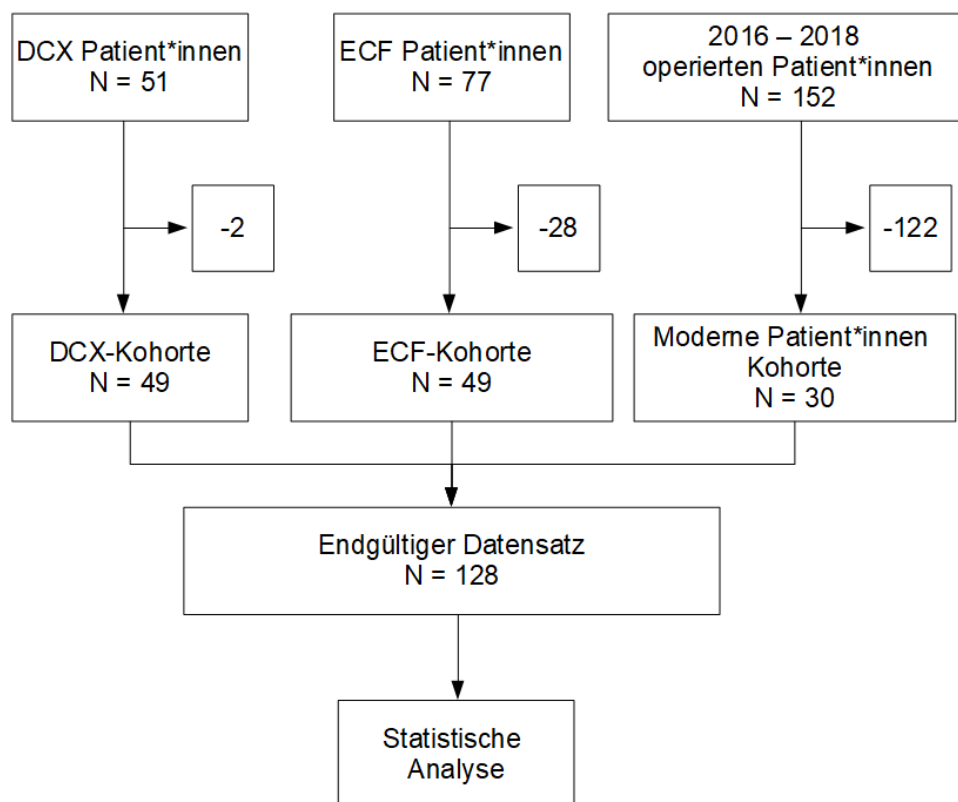 DCX Patient*innen
N = 51
ECF Patient*innen
N = 77
2016 – 2018
operierten Patient*innen
N = 152
-2
-28
-122
DCX-Kohorte
N = 49
ECF-Kohorte
N = 49
Moderne Patient*innen
Kohorte
N = 30
Endgültiger Datensatz
N = 128
Statistische
Analyse